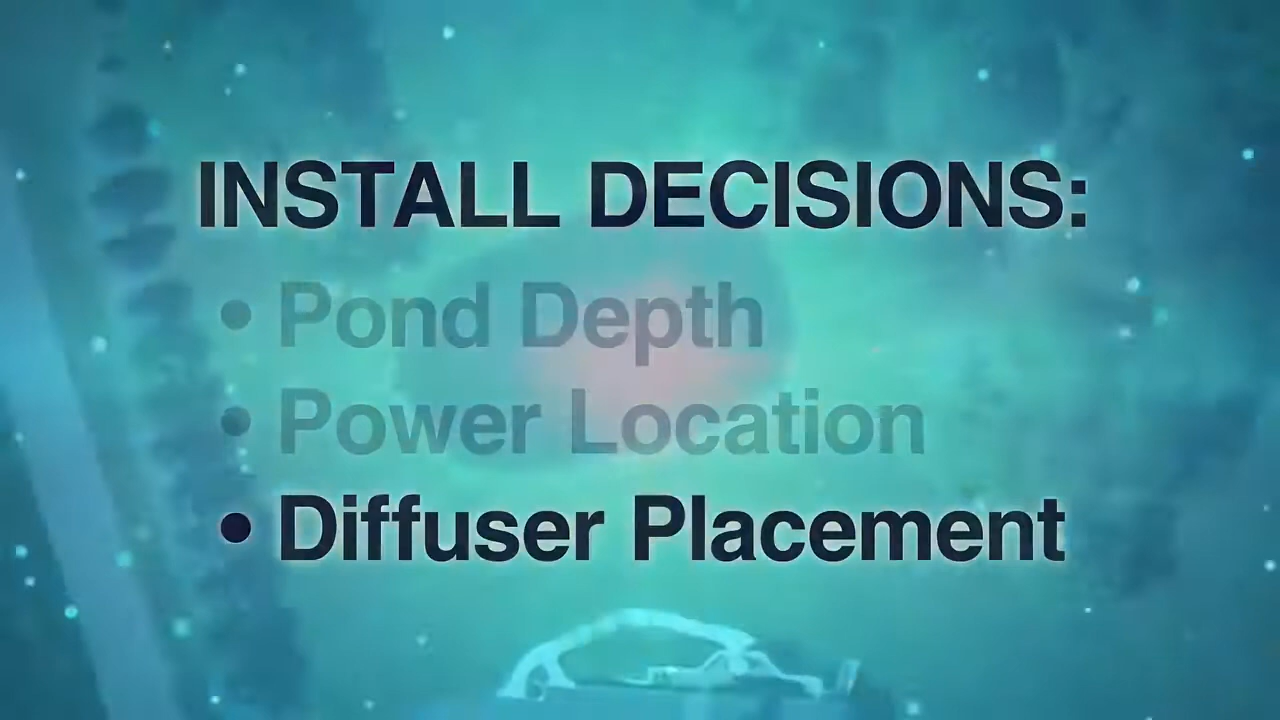 INSTALL DECISIONS:
• Pond Depth
• Power Location
• Diffuser Placement